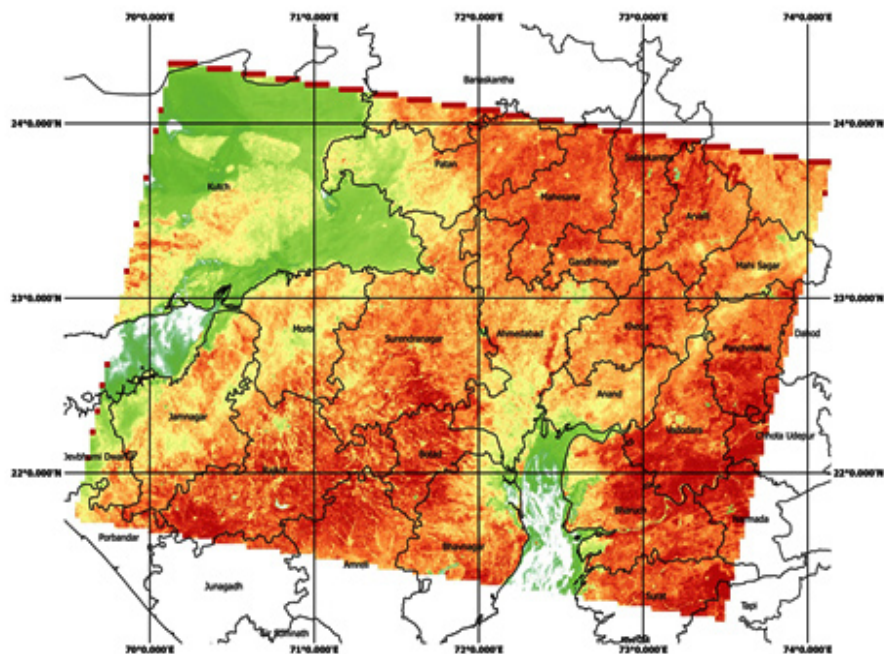 70°0.000'E 71°0.000'E 72°0.000'E 73°0.000'E 74°0.000'E
Banaskantha
24°0.000'N 24°0.000'N
Patan
Sabarkantha
Kutch
Mahesana
Aravalli
Gandhinagar
Mahi Sagar
23°0.000'N 23°0.000'N
Morbi
Surendranagar
Ahmedabad
Kheda
Dahod
Panchmahal
Anand
Jamnagar
Vadodara
Chhota Udepur
Devbhumi Dwarka
Botad
Rajkot
22°0.000'N 22°0.000'N
Bharuch
Narmada
Porbandar
Bhavnagar
Amreli
Junagadh
Surat
Tapi
Gir Somnath
70°0.000'E 71°0.000'E 72°0.000'E 73°0.000'E 74°0.000'E